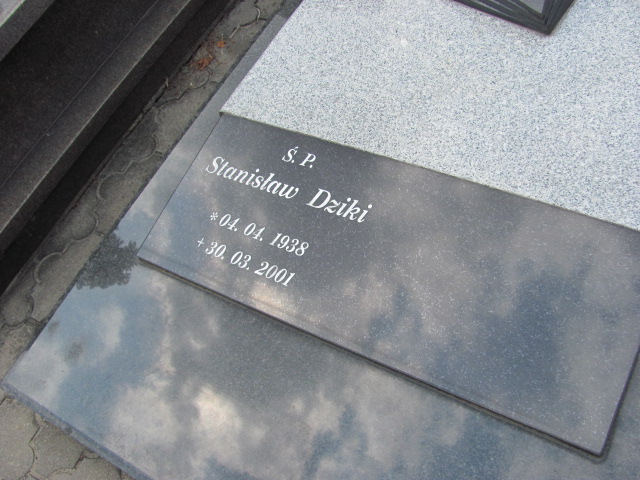 Ś. P.
Stanisław Dziki
* 04. 04. 1938
+ 30. 03. 2001